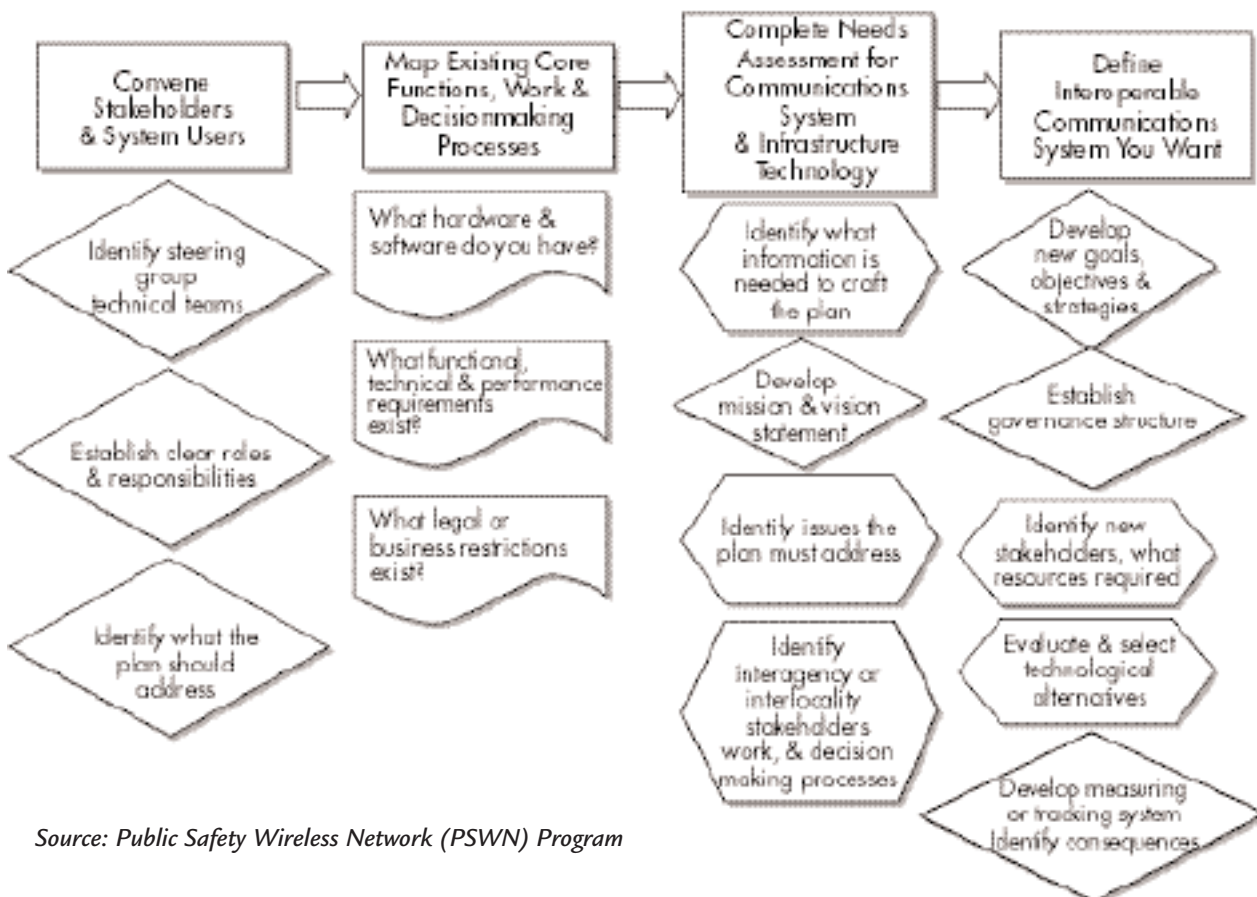 Convene
Stakeholders
& System Users
Map Existing Core
Functions, Work &
Decisionmaking
Processes
Complete Needs
Assessment for
Communications
System
& Infrastructure
Technology
Define
Interoperable
Communications
System You Want
Identify steering
group
technical teams
Establish clear roles
& responsibilities
Identify what the
plan should
address
What hardware &
software do you have?
What functional,
technical & performance
requirements
exist?
What legal or
business restrictions
exist?
Identify what
information is
needed to craft
the plan
Develop
mission & vision
statement
Identify issues the
plan must address
Identify
interagency or
interlocality
stakeholders
work, & decision
making processes
Develop
new goals,
objectives &
strategies
Establish
governance structure
Identify new
stakeholders, what
resources required
Evaluate & select
technological
alternatives
Develop measuring
or tracking system
Identify consequences
Source: Public Safety Wireless Network (PSWN) Program